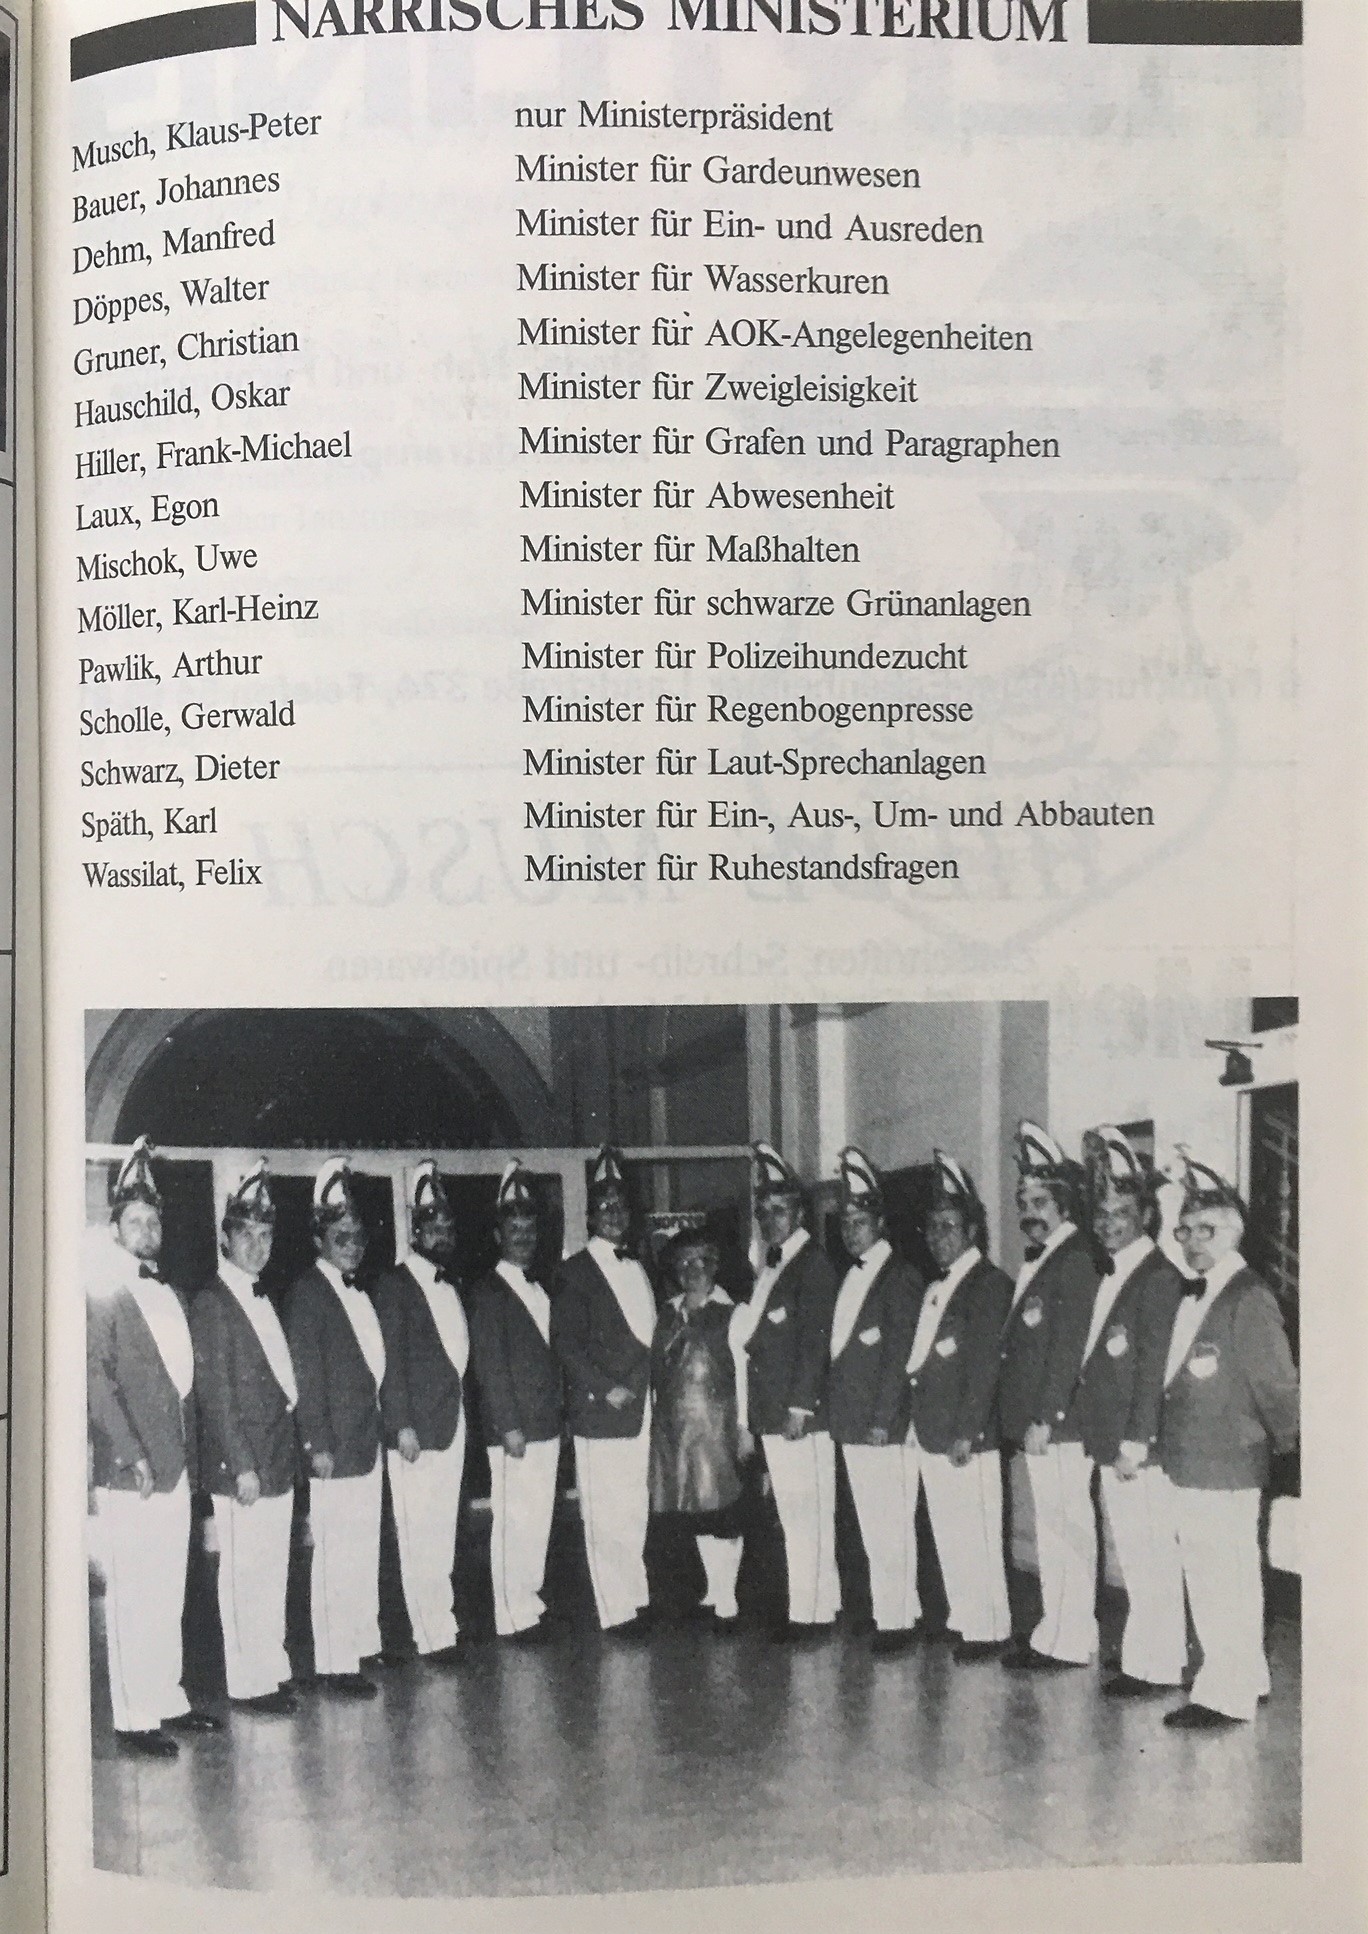 NÄRRISCHES MINISTERIUM
Musch, Klaus-Peter nur Ministerpräsident
Bauer, Johannes Minister für Gardeunwesen
Dehm, Manfred Minister für Ein- und Ausreden
Döppes, Walter Minister für Wasserkuren
Gruner, Christian Minister für AOK-Angelegenheiten
Hauschild, Oskar Minister für Zweigleisigkeit
Hiller, Frank-Michael Minister für Grafen und Paragraphen
Laux, Egon Minister für Abwesenheit
Mischok, Uwe Minister für Maßhalten
Möller, Karl-Heinz Minister für schwarze Grünanlagen
Pawlik, Arthur Minister für Polizeihundezucht
Scholle, Gerwald Minister für Regenbogenpresse
Schwarz, Dieter Minister für Laut-Sprechanlagen
Späth, Karl Minister für Ein-, Aus-, Um- und Abbauten
Wassilat, Felix Minister für Ruhestandsfragen